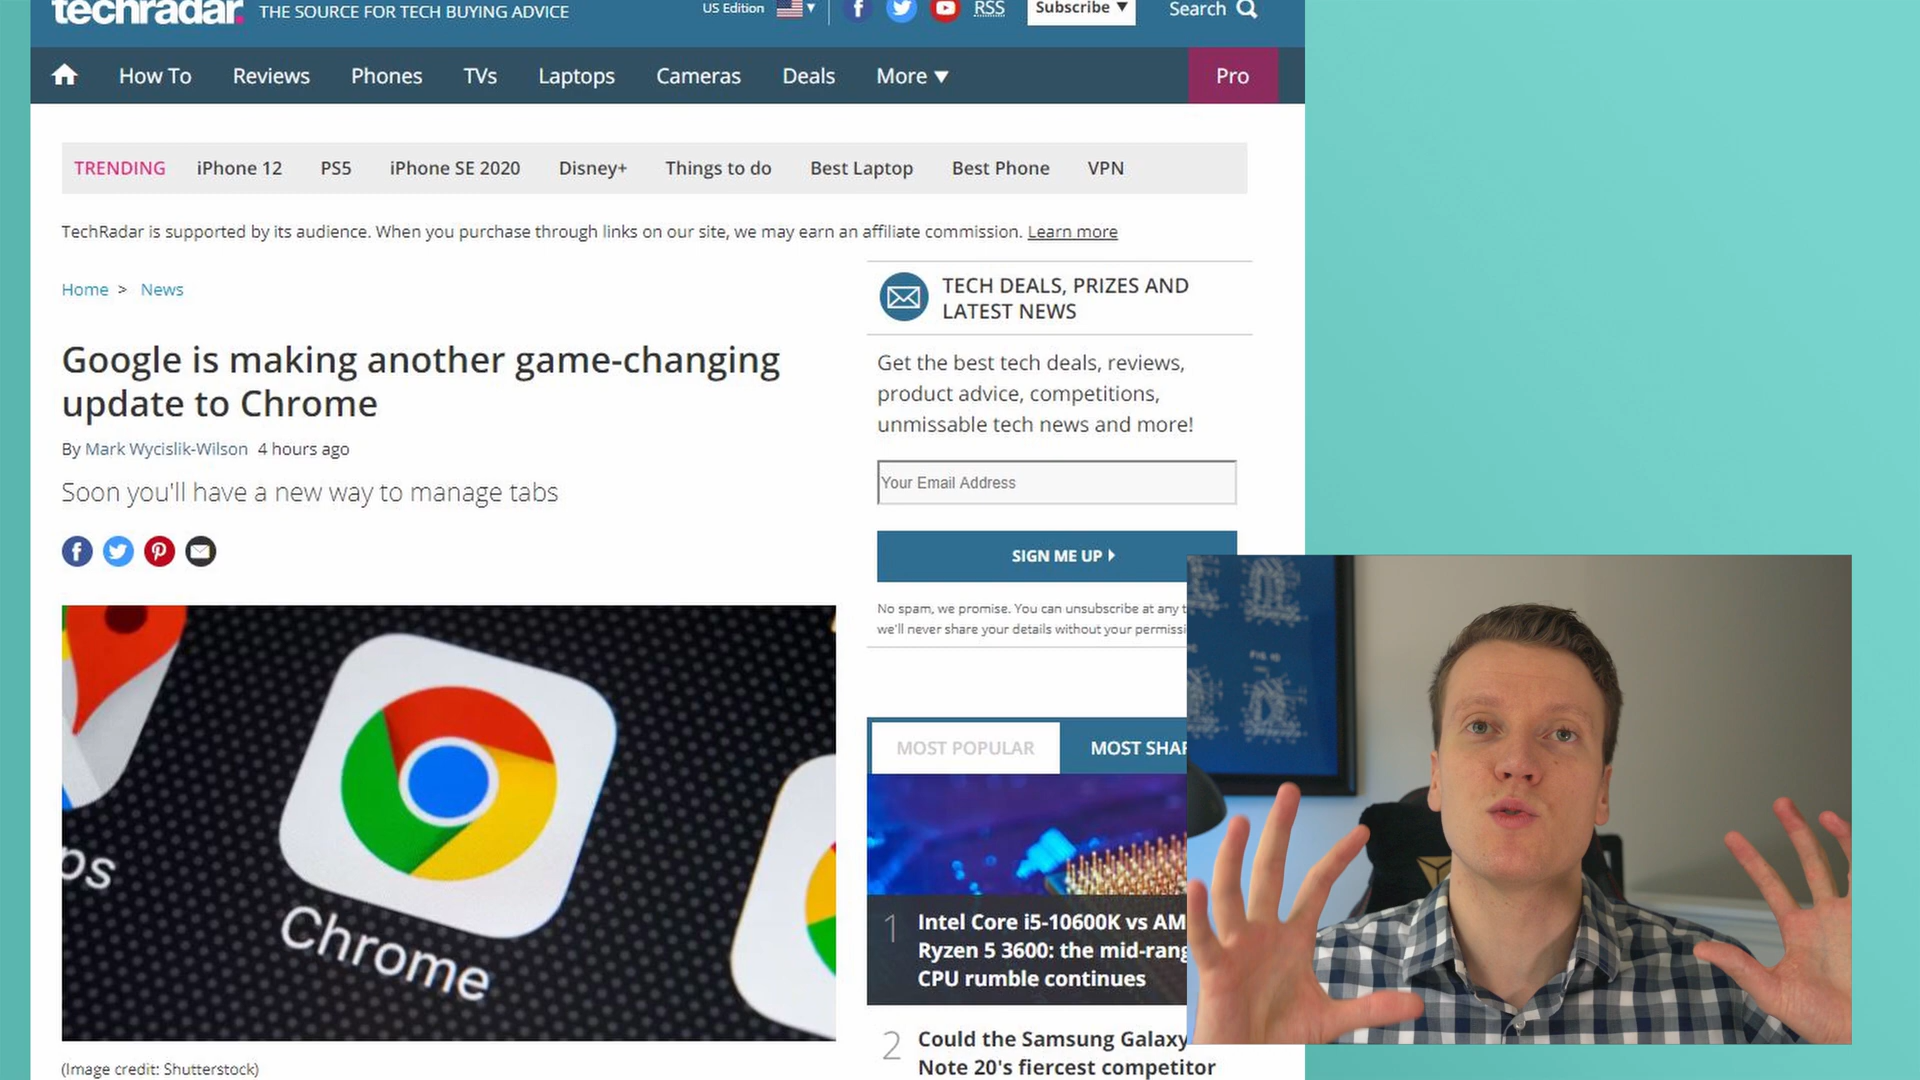 techradar.
THE SOURCE FOR TECH BUYING ADVICE
US Edition
RSS
Subscribe ▼
Search
How To
Reviews
Phones
TVs
Laptops
Cameras
Deals
More ▼
Pro
TRENDING
iPhone 12
PS5
iPhone SE 2020
Disney+
Things to do
Best Laptop
Best Phone
VPN
TechRadar is supported by its audience. When you purchase through links on our site, we may earn an affiliate commission. Learn more
Home > News
Google is making another game-changing
update to Chrome
By Mark Wycislik-Wilson 4 hours ago
Soon you'll have a new way to manage tabs
ps
Chrome
(Image credit: Shutterstock)
TECH DEALS, PRIZES AND
LATEST NEWS
Get the best tech deals, reviews,
product advice, competitions,
unmissable tech news and more!
Your Email Address
SIGN ME UP
No spam, we promise. You can unsubscribe at any
we'll never share your details without your
MOST POPULAR
MOST
1
Intel Core i5-10600K vs
Ryzen 5 3600: the
CPU rumble continues
2
Could the Samsung Galaxy
Note 20's fiercest competitor